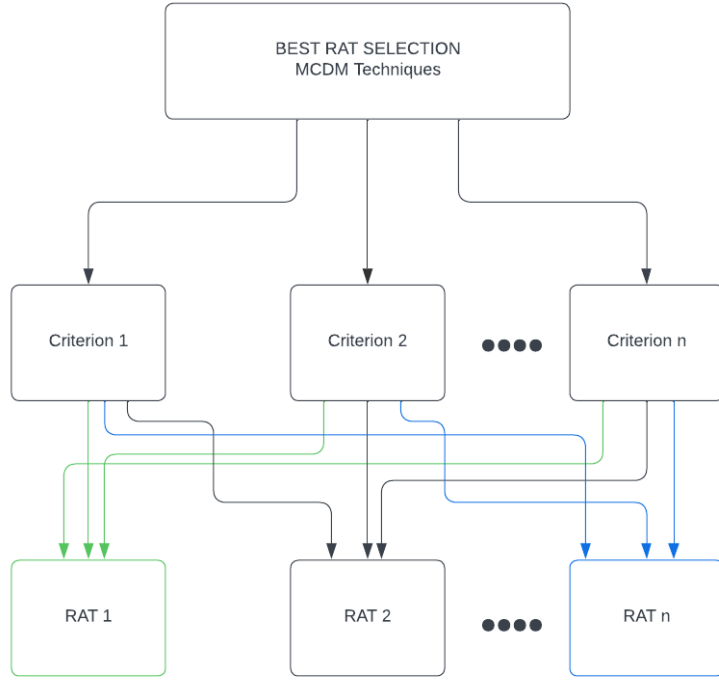 BEST RAT SELECTION
MCDM Techniques
Criterion 1
Criterion 2
Criterion n
RAT 1
RAT 2
RAT n